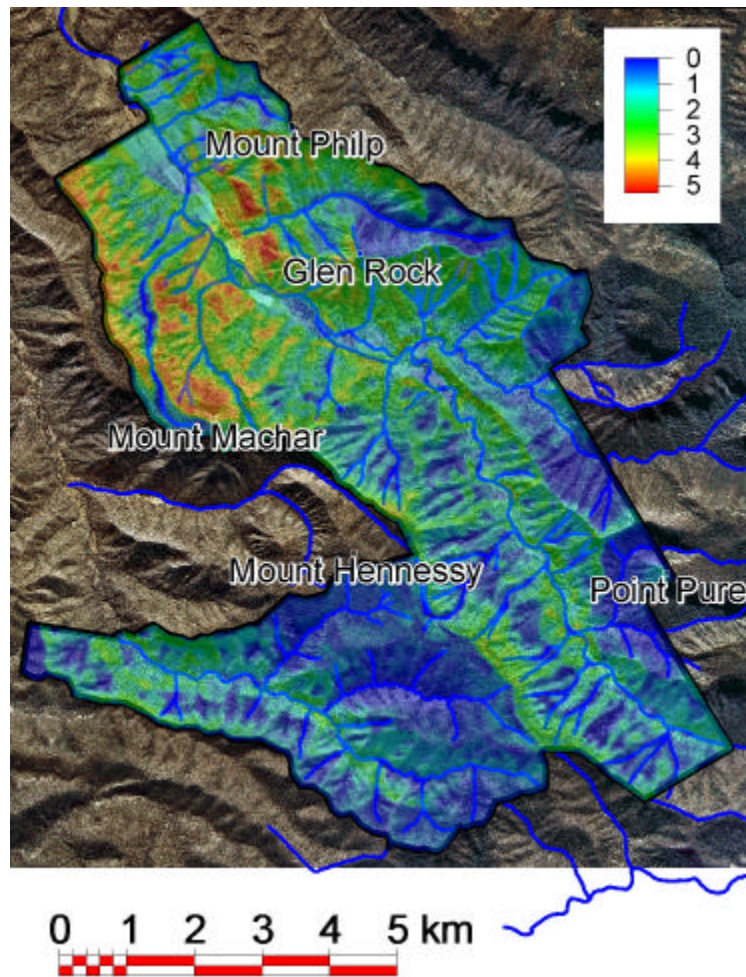 0
1
2
3
4
5
Mount Philp
Glen Rock
Mount Machar
Mount Hennessy
Point Pure
0 1 2 3 4 5 km